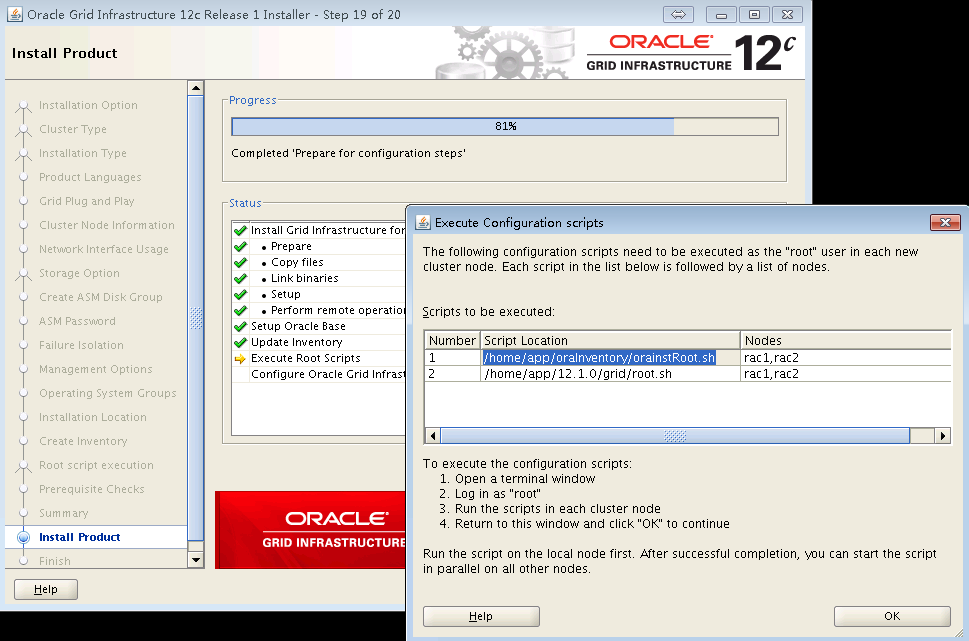 Oracle Grid Infrastructure 12c Release 1 Installer - Step 19 of 20
Install Product
ORACLE
GRID INFRASTRUCTURE
12c
Installation Option
Cluster Type
Installation Type
Product Languages
Grid Plug and Play
Cluster Node Information
Network Interface Usage
Storage Option
Create ASM Disk Group
ASM Password
Failure Isolation
Management Options
Operating System Groups
Installation Location
Create Inventory
Root script execution
Prerequisite Checks
Summary
Install Product
Finish
Help
Progress
81%
Completed 'Prepare for configuration steps'
Status
Install Grid Infrastructure for
• Prepare
• Copy files
• Link binaries
• Setup
• Perform remote operation
Setup Oracle Base
Update Inventory
Execute Root Scripts
Configure Oracle Grid Infrast
ORACLE
GRID INFRASTRUCTURE
Execute Configuration scripts
The following configuration scripts need to be executed as the "root" user in each new
cluster node. Each script in the list below is followed by a list of nodes.
Scripts to be executed:
Number Script Location Nodes
1 /home/app/oraInventory/orainstRoot.sh rac1,rac2
2 /home/app/12.1.0/grid/root.sh rac1,rac2
To execute the configuration scripts:
1. Open a terminal window
2. Log in as "root"
3. Run the scripts in each cluster node
4. Return to this window and click "OK" to continue
Run the script on the local node first. After successful completion, you can start the script
in parallel on all other nodes.
Help
OK